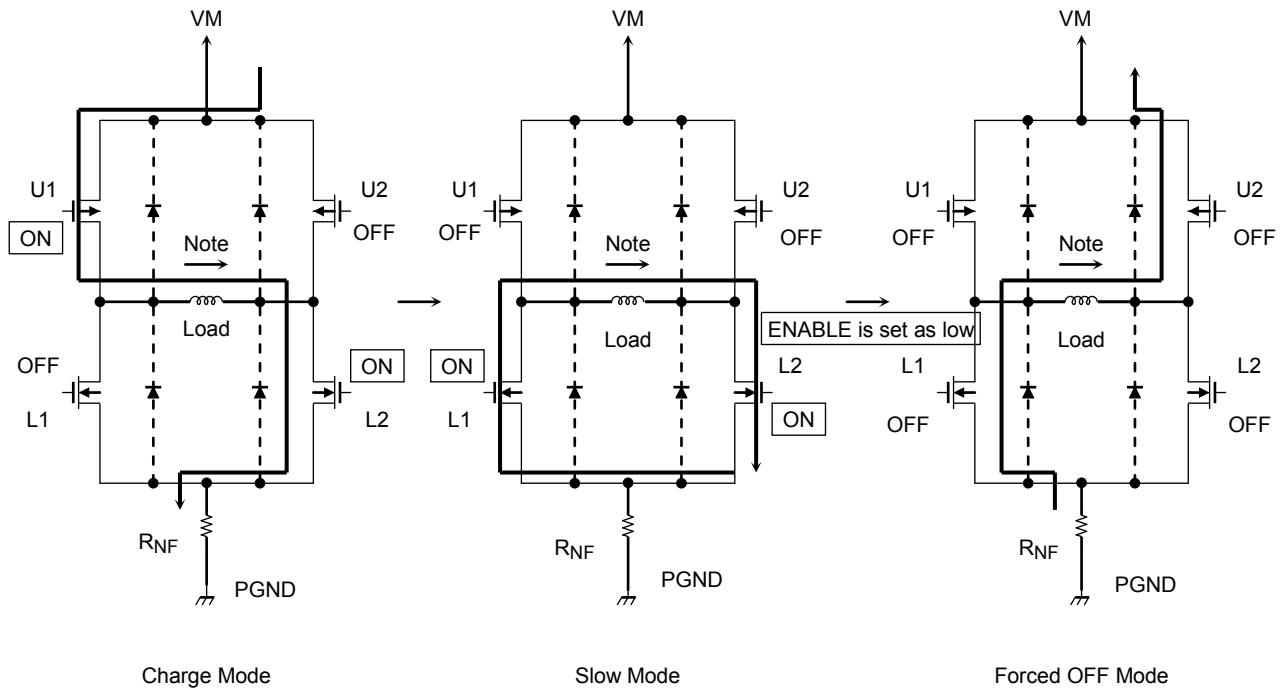 VM
U1
ON
U2
OFF
Note
Load
OFF
L1
ON
L2
RNF
PGND
Charge Mode
VM
U1
OFF
U2
OFF
Note
Load
ON
L1
L2
ON
RNF
PGND
Slow Mode
ENABLE is set as low
VM
U1
OFF
U2
OFF
Note
Load
L1
OFF
L2
OFF
RNF
PGND
Forced OFF Mode